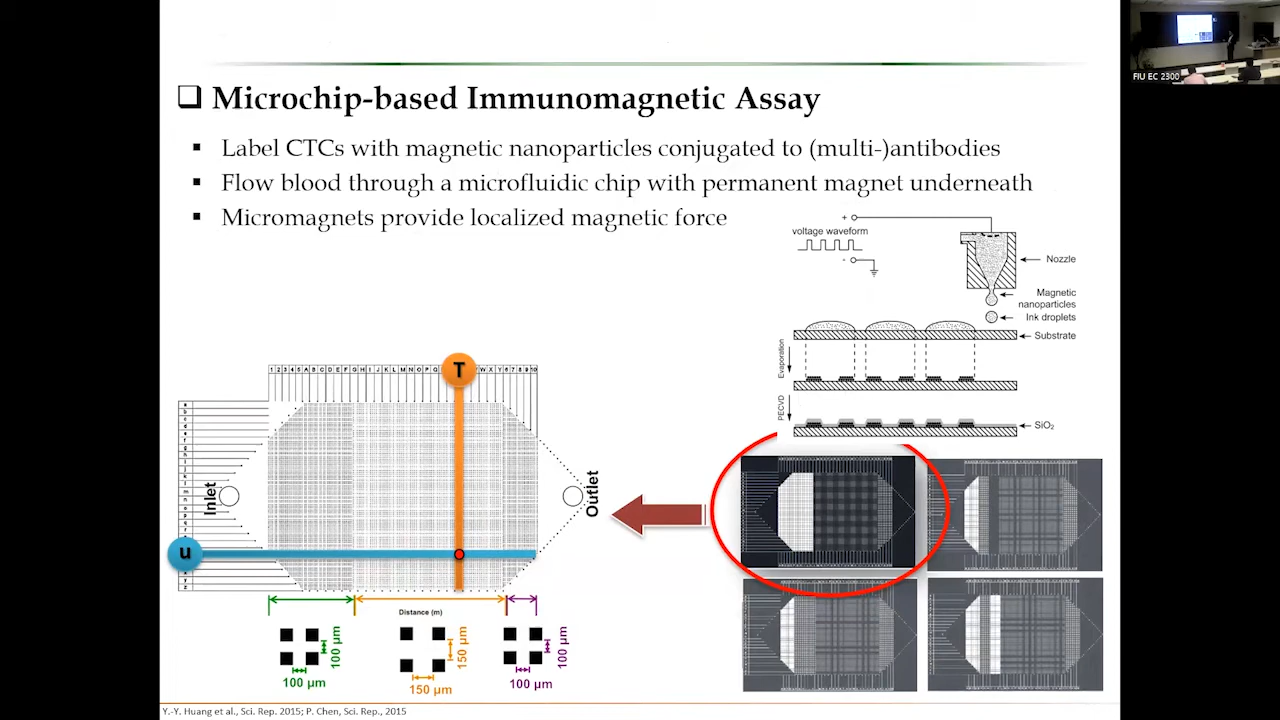 FIU EC 2300
Microchip-based Immunomagnetic Assay
Label CTCs with magnetic nanoparticles conjugated to (multi-)antibodies
Flow blood through a microfluidic chip with permanent magnet underneath
Micromagnets provide localized magnetic force
+
voltage waveform
-
Nozzle
Magnetic
nanoparticles
Ink droplets
Substrate
Evaporation
PECVD
SiO₂
T
u
Inlet
Outlet
Distance (m)
100 µm
100 µm
150 µm
150 µm
100 µm
100 µm
Y.-Y. Huang et al., Sci. Rep. 2015; P. Chen, Sci. Rep., 2015